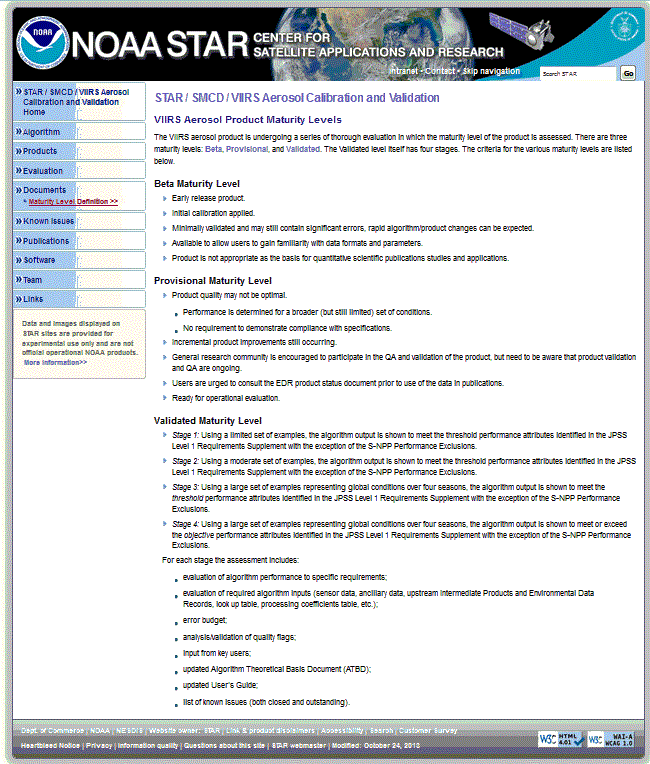 NOAA
NOAA STAR CENTER FOR
SATELLITE APPLICATIONS AND RESEARCH
Intranet • Contact • Skip navigation
Search STAR
Go
» STAR / SMCD / VIIRS Aerosol
Calibration and Validation
Home
» Algorithm
» Products
» Evaluation
» Documents
Maturity Level Definition >>
» Known Issues
» Publications
» Software
» Team
» Links
Data and images displayed on
STAR sites are provided for
experimental use only and are not
official operational NOAA products.
More information>>
STAR / SMCD / VIIRS Aerosol Calibration and Validation
VIIRS Aerosol Product Maturity Levels
The VIIRS aerosol product is undergoing a series of thorough evaluation in which the maturity level of the product is assessed. There are three
maturity levels: Beta, Provisional, and Validated. The Validated level itself has four stages. The criteria for the various maturity levels are listed
below.
Beta Maturity Level
Early release product.
Initial calibration applied.
Minimally validated and may still contain significant errors, rapid algorithm/product changes can be expected.
Available to allow users to gain familiarity with data formats and parameters.
Product is not appropriate as the basis for quantitative scientific publications studies and applications.
Provisional Maturity Level
Product quality may not be optimal.
Performance is determined for a broader (but still limited) set of conditions.
No requirement to demonstrate compliance with specifications.
Incremental product improvements still occurring.
General research community is encouraged to participate in the QA and validation of the product, but need to be aware that product validation
and QA are ongoing.
Users are urged to consult the EDR product status document prior to use of the data in publications.
Ready for operational evaluation.
Validated Maturity Level
Stage 1: Using a limited set of examples, the algorithm output is shown to meet the threshold performance attributes identified in the JPSS
Level 1 Requirements Supplement with the exception of the S-NPP Performance Exclusions.
Stage 2: Using a moderate set of examples, the algorithm output is shown to meet the threshold performance attributes identified in the JPSS
Level 1 Requirements Supplement with the exception of the S-NPP Performance Exclusions.
Stage 3: Using a large set of examples representing global conditions over four seasons, the algorithm output is shown to meet the
threshold performance attributes identified in the JPSS Level 1 Requirements Supplement with the exception of the S-NPP Performance
Exclusions.
Stage 4: Using a large set of examples representing global conditions over four seasons, the algorithm output is shown to meet or exceed
the objective performance attributes identified in the JPSS Level 1 Requirements Supplement with the exception of the S-NPP Performance
Exclusions.
For each stage the assessment includes:
evaluation of algorithm performance to specific requirements;
evaluation of required algorithm inputs (sensor data, ancillary data, upstream Intermediate Products and Environmental Data
Records, look up table, processing coefficients table, etc.);
error budget;
analysis/validation of quality flags;
input from key users;
updated Algorithm Theoretical Basis Document (ATBD);
updated User's Guide;
list of known issues (both closed and outstanding).
Dept. of Commerce | NOAA | NESDIS | Website owner: STAR | Link & product disclaimers | Accessibility | Search | Customer Survey
Heartbleed Notice | Privacy | Information quality | Questions about this site | STAR webmaster | Modified: October 24, 2013
W3C HTML 4.01
W3C WAI-A WCAG 1.0